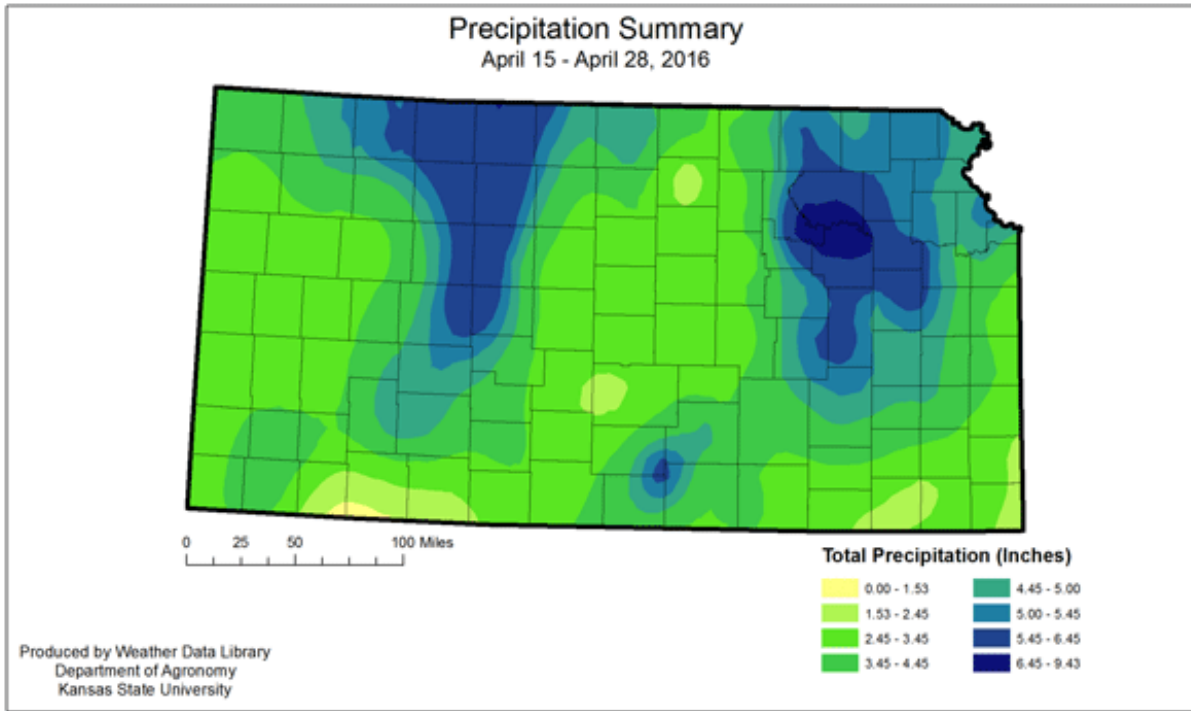 Precipitation Summary
April 15 - April 28, 2016
0 25 50 100 Miles
Total Precipitation (Inches)
0.00 - 1.53
1.53 - 2.45
2.45 - 3.45
3.45 - 4.45
4.45 - 5.00
5.00 - 5.45
5.45 - 6.45
6.45 - 9.43
Produced by Weather Data Library
Department of Agronomy
Kansas State University